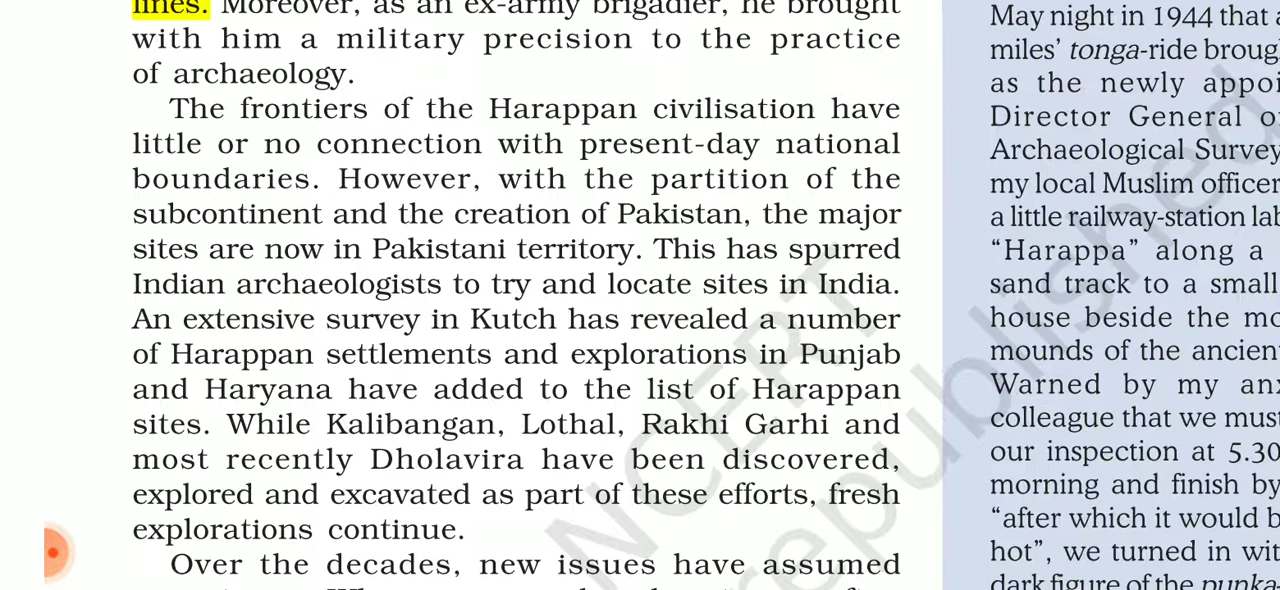 lines. Moreover, as an ex-army brigadier, he brought
with him a military precision to the practice
of archaeology.
The frontiers of the Harappan civilisation have
little or no connection with present-day national
boundaries. However, with the partition of the
subcontinent and the creation of Pakistan, the major
sites are now in Pakistani territory. This has spurred
Indian archaeologists to try and locate sites in India.
An extensive survey in Kutch has revealed a number
of Harappan settlements and explorations in Punjab
and Haryana have added to the list of Harappan
sites. While Kalibangan, Lothal, Rakhi Garhi and
most recently Dholavira have been discovered,
explored and excavated as part of these efforts, fresh
explorations continue.
Over the decades, new issues have assumed
May night in 1944 that
miles’ tonga-ride
as the newly
Director General
Archaeological Survey
my local Muslim officer
a little railway-station
“Harappa” along a
sand track to a small
house beside the
mounds of the
Warned by my
colleague that we must
our inspection at 5.30
morning and finish by
“after which it would
hot”, we turned in
dark figure of the
NCERT
republished